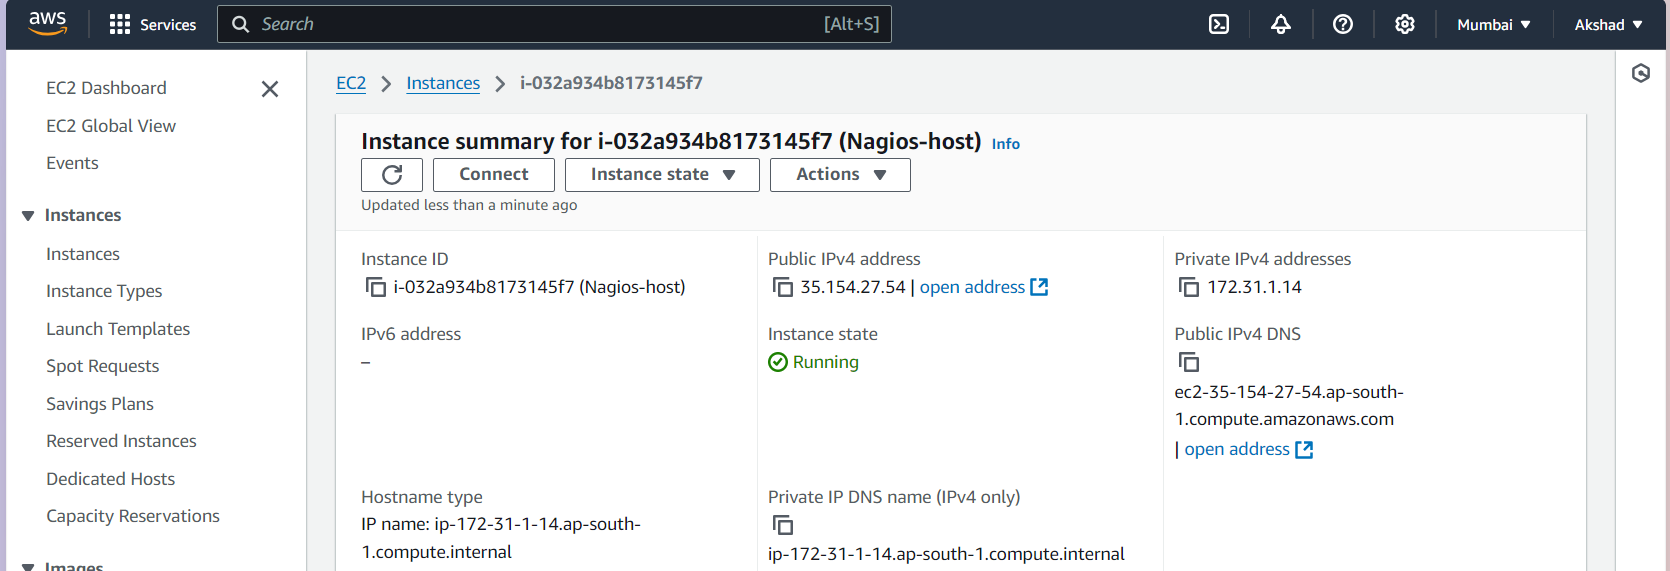 aws
Services
Search
[Alt+S]
Mumbai
Akshad
EC2 Dashboard
EC2 Global View
Events
Instances
Instances
Instance Types
Launch Templates
Spot Requests
Savings Plans
Reserved Instances
Dedicated Hosts
Capacity Reservations
Images
EC2 > Instances > i-032a934b8173145f7
Instance summary for i-032a934b8173145f7 (Nagios-host) Info
Connect
Instance state
Actions
Updated less than a minute ago
Instance ID
i-032a934b8173145f7 (Nagios-host)
Public IPv4 address
35.154.27.54 | open address
Private IPv4 addresses
172.31.1.14
IPv6 address
–
Instance state
Running
Public IPv4 DNS
ec2-35-154-27-54.ap-south-
1.compute.amazonaws.com
| open address
Hostname type
IP name: ip-172-31-1-14.ap-south-
1.compute.internal
Private IP DNS name (IPv4 only)
ip-172-31-1-14.ap-south-1.compute.internal